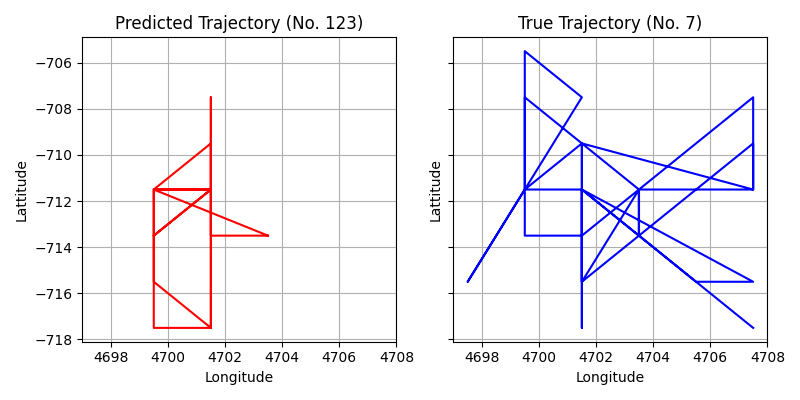 Predicted Trajectory (No. 123)
True Trajectory (No. 7)
Lattitude
−706
−708
−710
−712
−714
−716
−718
4698 4700 4702 4704 4706 4708
Longitude
Lattitude
4698 4700 4702 4704 4706 4708
Longitude